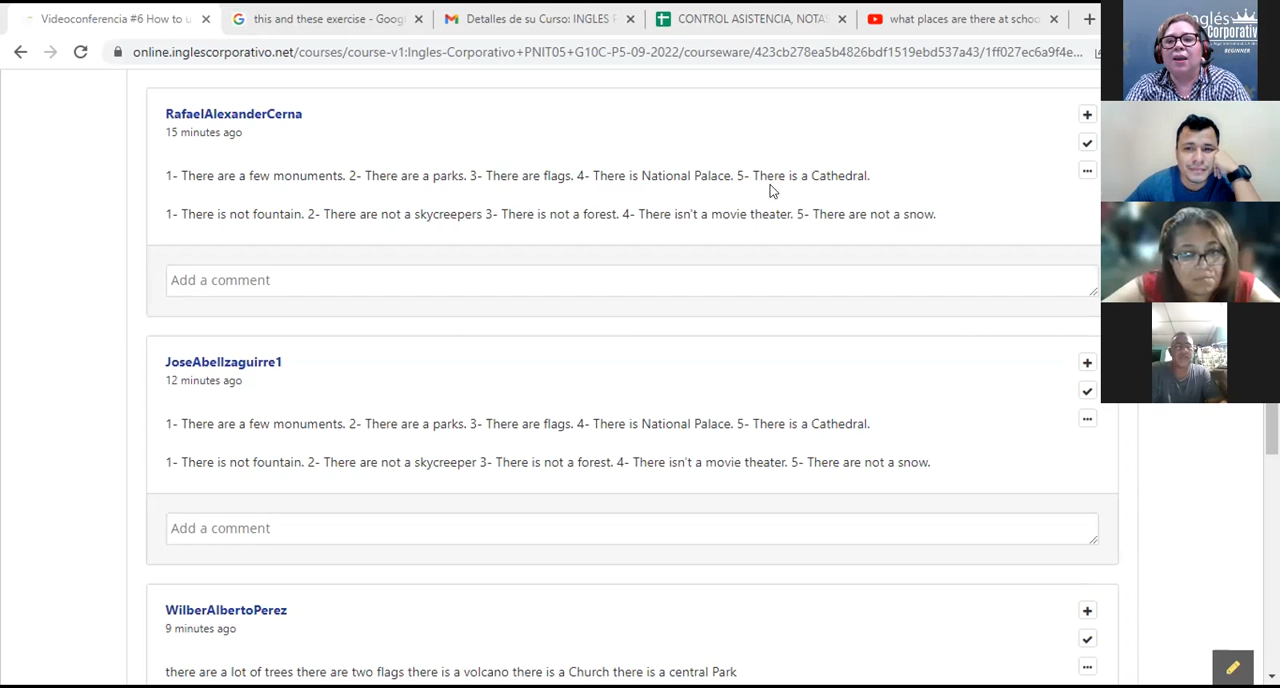 Videoconferencia #6 How to u
this and these exercise - Goog
Detalles de su Curso: INGLES P
CONTROL ASISTENCIA, NOTAS
what places are there at schoo
online.inglescorporativo.net/courses/course-v1:Ingles-Corporativo+PNIT05+G10C-P5-09-2022/courseware/423cb278ea5b4826bdf1519ebd537a43/1ff027ec6a9f4e...
inglés
Corporativo
BEGINNER
RafaelAlexanderCerna
15 minutes ago
1- There are a few monuments. 2- There are a parks. 3- There are flags. 4- There is National Palace. 5- There is a Cathedral.
1- There is not fountain. 2- There are not a skycreepers 3- There is not a forest. 4- There isn't a movie theater. 5- There are not a snow.
Add a comment
JoseAbelIzaguirre1
12 minutes ago
1- There are a few monuments. 2- There are a parks. 3- There are flags. 4- There is National Palace. 5- There is a Cathedral.
1- There is not fountain. 2- There are not a skycreeper 3- There is not a forest. 4- There isn't a movie theater. 5- There are not a snow.
Add a comment
WilberAlbertoPerez
9 minutes ago
there are a lot of trees there are two flags there is a volcano there is a Church there is a central Park